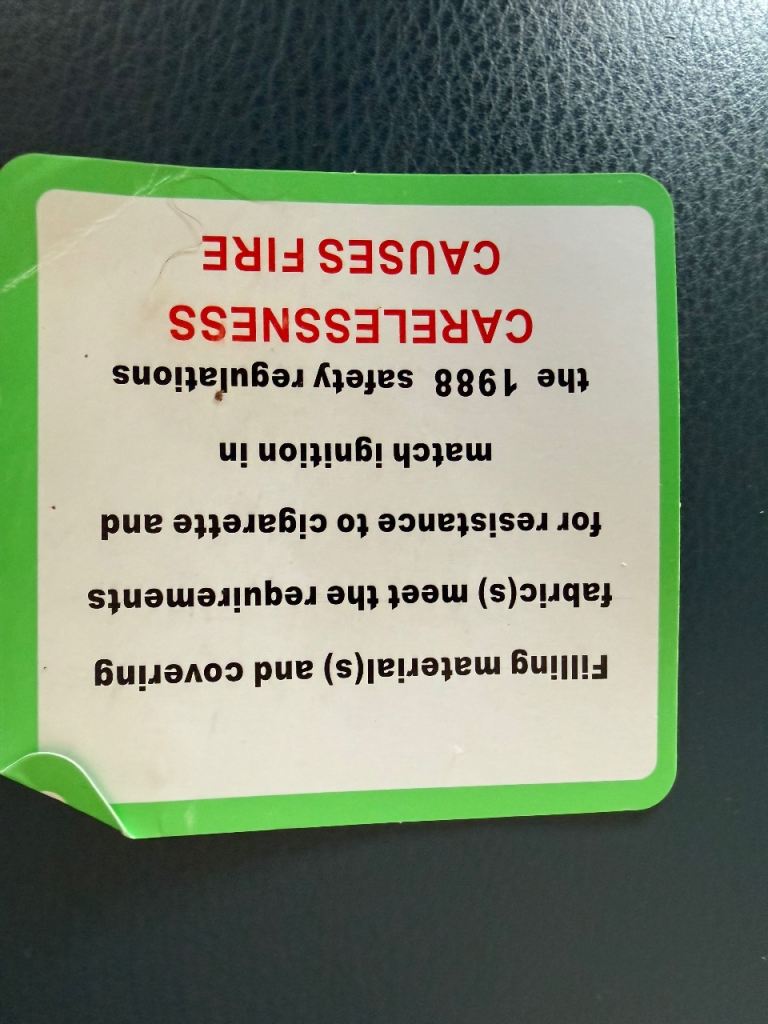 Filling material(s) and covering
fabric(s) meet the requirements
for resistance to cigarette and
match ignition in
the 1988 safety regulations
CARELESSNESS
CAUSES FIRE